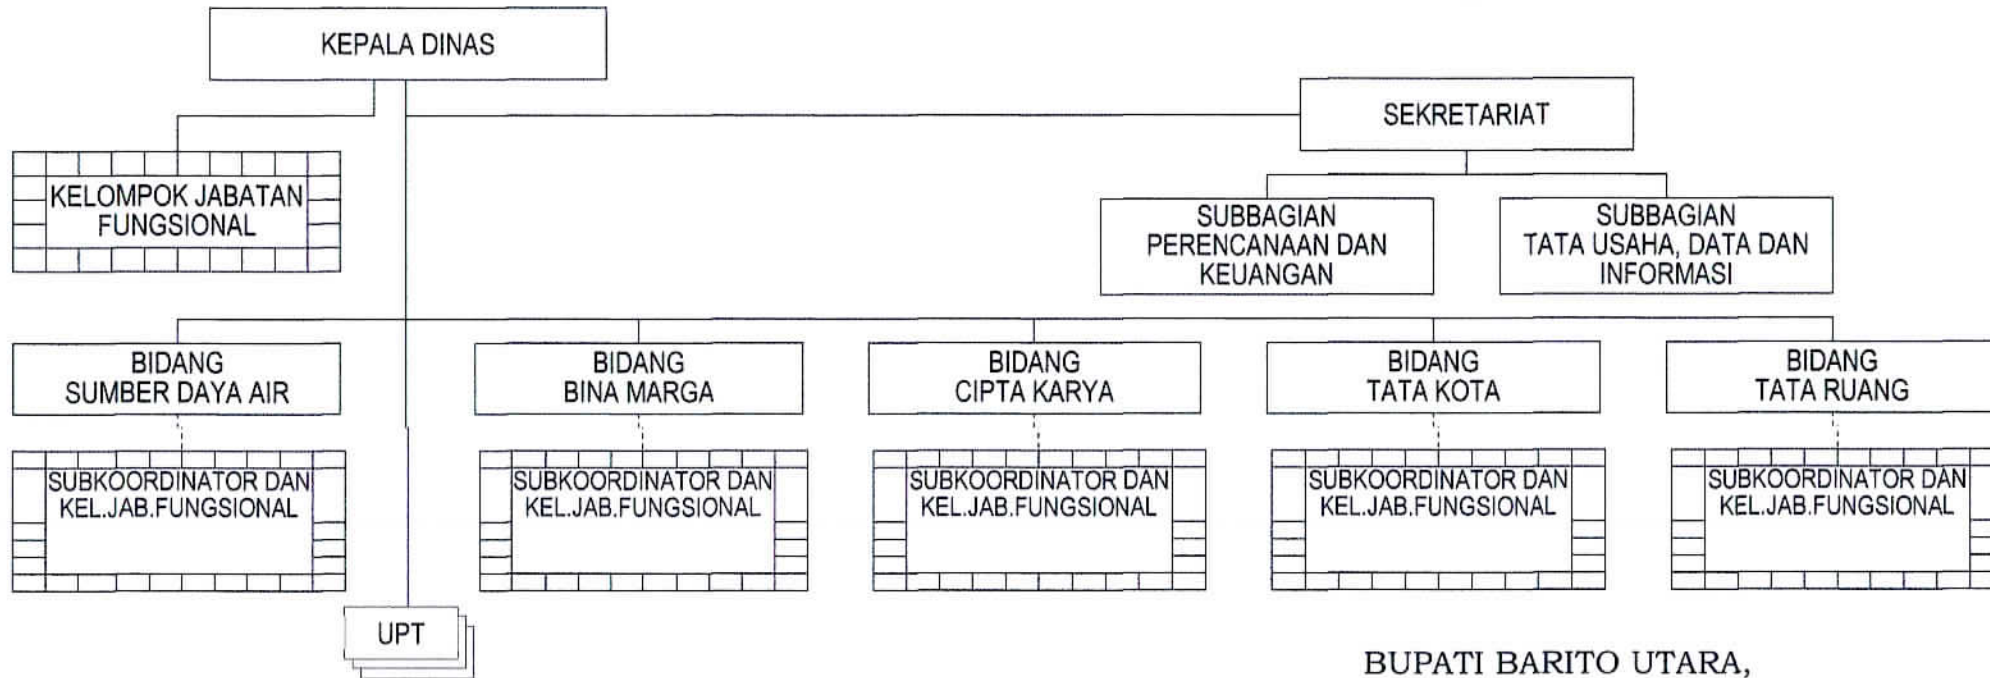 KEPALA DINAS
SEKRETARIAT
KELOMPOK JABATAN
FUNGSIONAL
SUBBAGIAN
PERENCANAAN DAN
KEUANGAN
SUBBAGIAN
TATA USAHA, DATA DAN
INFORMASI
BIDANG
SUMBER DAYA AIR
BIDANG
BINA MARGA
BIDANG
CIPTA KARYA
BIDANG
TATA KOTA
BIDANG
TATA RUANG
SUBKOORDINATOR DAN
KEL.JAB.FUNGSIONAL
SUBKOORDINATOR DAN
KEL.JAB.FUNGSIONAL
SUBKOORDINATOR DAN
KEL.JAB.FUNGSIONAL
SUBKOORDINATOR DAN
KEL.JAB.FUNGSIONAL
SUBKOORDINATOR DAN
KEL.JAB.FUNGSIONAL
UPT
BUPATI BARITO UTARA,